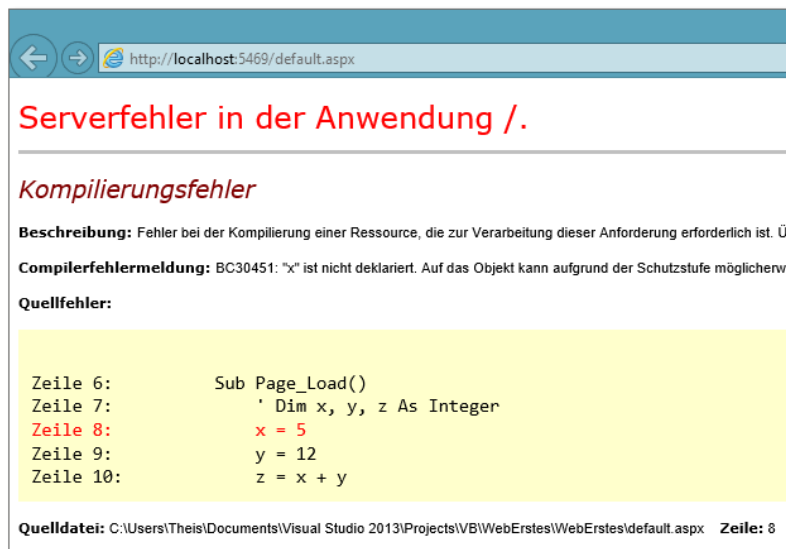 http://localhost:5469/default.aspx
Serverfehler in der Anwendung /.
Kompilierungsfehler
Beschreibung: Fehler bei der Kompilierung einer Ressource, die zur Verarbeitung dieser Anforderung erforderlich ist.
Compilerfehlermeldung: BC30451: "x" ist nicht deklariert. Auf das Objekt kann aufgrund der Schutzstufe
Quellfehler:
Zeile 6: Sub Page_Load()
Zeile 7: ' Dim x, y, z As Integer
Zeile 8: x = 5
Zeile 9: y = 12
Zeile 10: z = x + y
Quelldatei: C:\Users\Theis\Documents\Visual Studio 2013\Projects\VB\WebErstes\WebErstes\default.aspx Zeile: 8